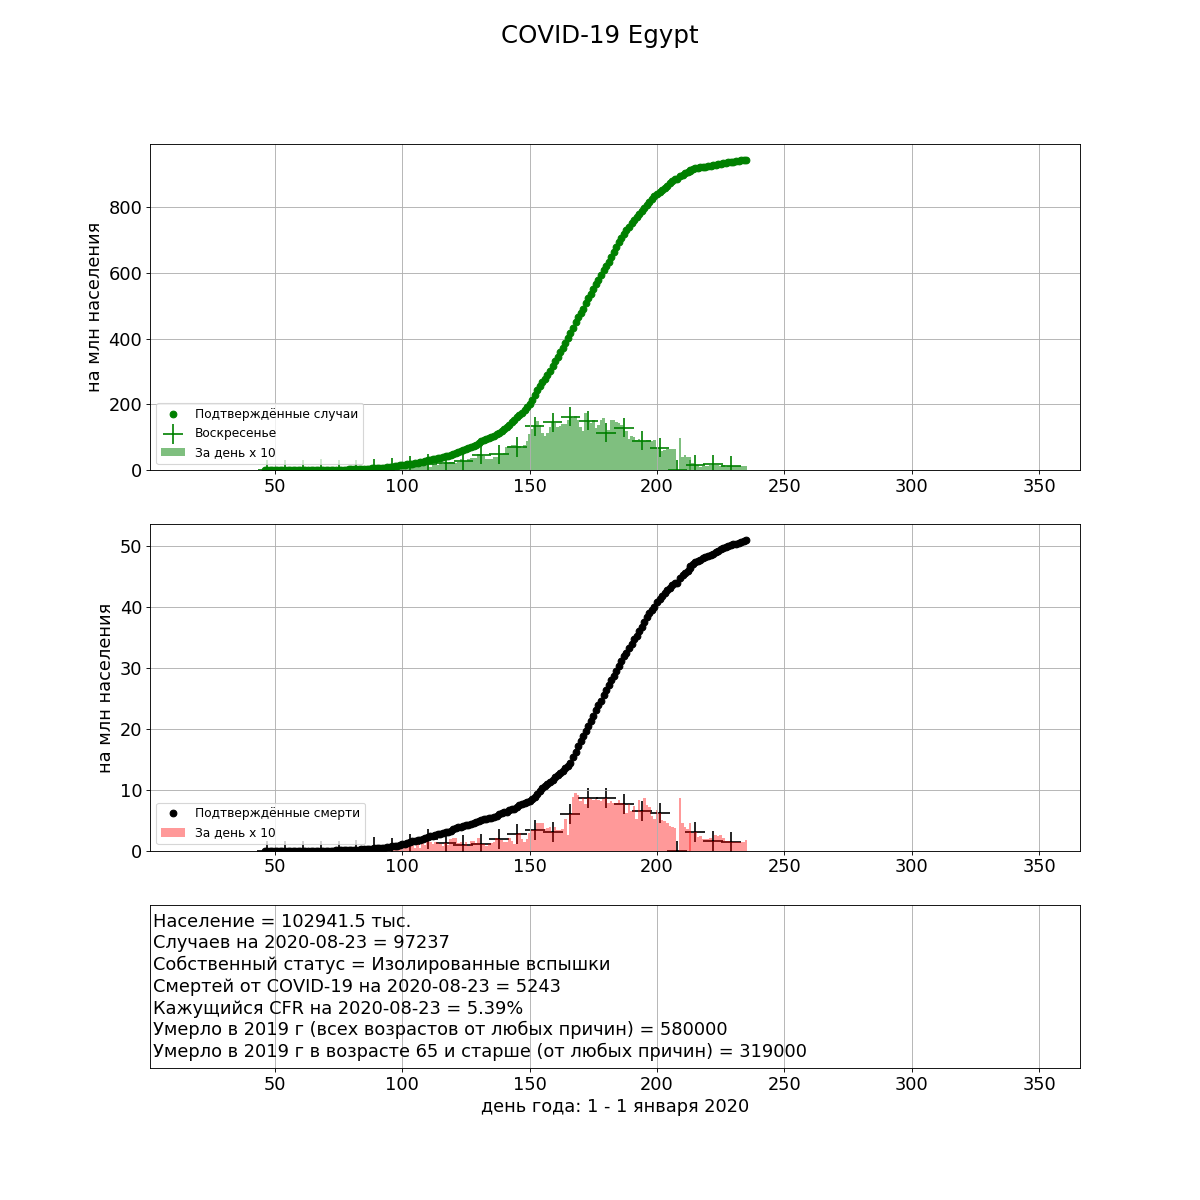 COVID-19 Egypt
на млн населения
800
600
400
200
0
Подтверждённые случаи
Воскресенье
За день x 10
50 100 150 200 250 300 350
на млн населения
50
40
30
20
10
0
Подтверждённые смерти
За день x 10
50 100 150 200 250 300 350
Население = 102941.5 тыс.
Случаев на 2020-08-23 = 97237
Собственный статус = Изолированные вспышки
Смертей от COVID-19 на 2020-08-23 = 5243
Кажущийся CFR на 2020-08-23 = 5.39%
Умерло в 2019 г (всех возрастов от любых причин) = 580000
Умерло в 2019 г в возрасте 65 и старше (от любых причин) = 319000
50 100 150 200 250 300 350
день года: 1 - 1 января 2020